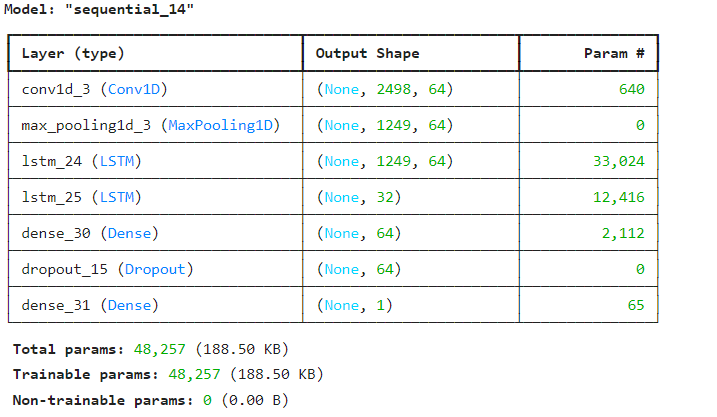 Model: "sequential_14"
Layer (type) Output Shape Param #
conv1d_3 (Conv1D) (None, 2498, 64) 640
max_pooling1d_3 (MaxPooling1D) (None, 1249, 64) 0
lstm_24 (LSTM) (None, 1249, 64) 33,024
lstm_25 (LSTM) (None, 32) 12,416
dense_30 (Dense) (None, 64) 2,112
dropout_15 (Dropout) (None, 64) 0
dense_31 (Dense) (None, 1) 65
Total params: 48,257 (188.50 KB)
Trainable params: 48,257 (188.50 KB)
Non-trainable params: 0 (0.00 B)